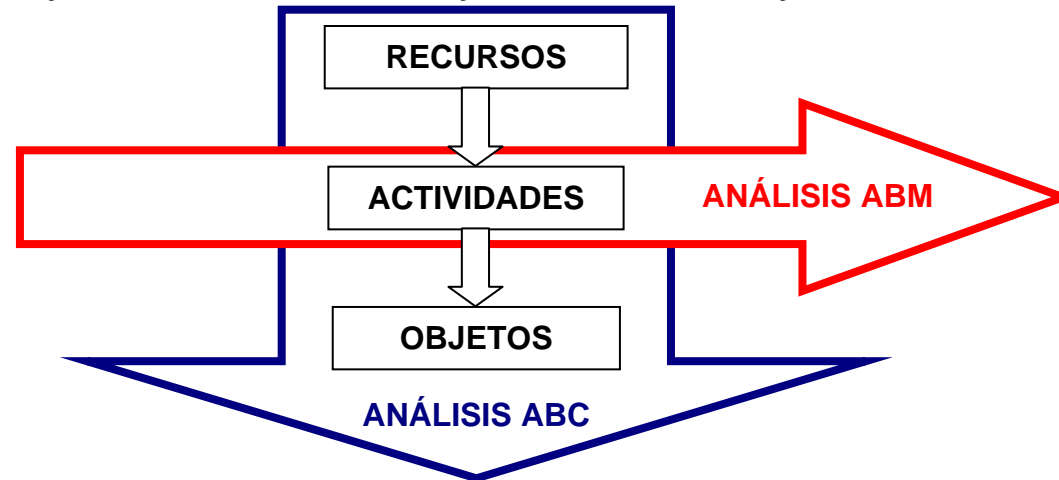 RECURSOS
ACTIVIDADES
ANÁLISIS ABM
OBJETOS
ANÁLISIS ABC